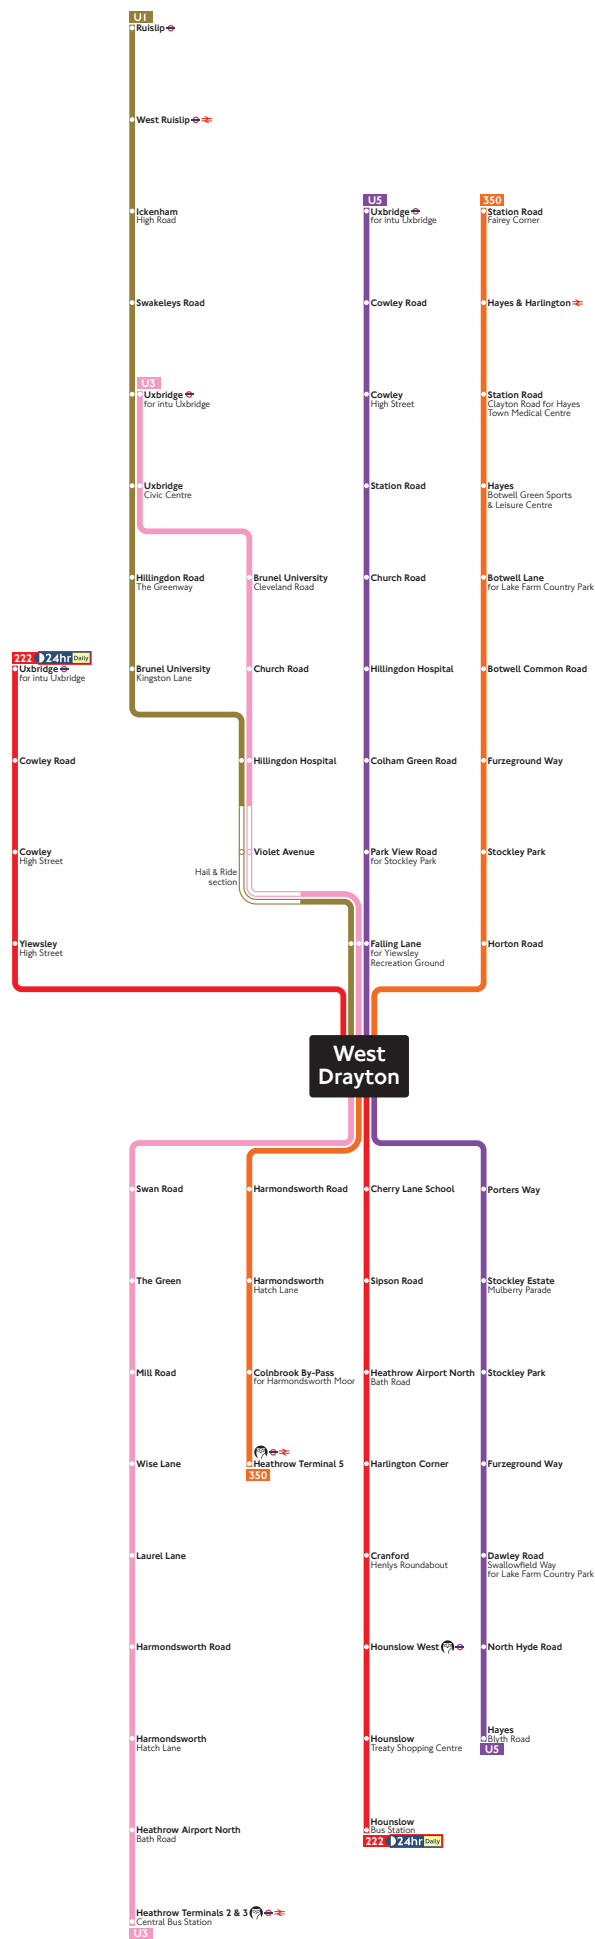 U1
Ruislip
West Ruislip
Ickenham
High Road
Swakeleys Road
U3
Uxbridge
for intu Uxbridge
Uxbridge
Civic Centre
Hillingdon Road
The Greenway
Brunel University
Kingston Lane
Brunel University
Cleveland Road
Church Road
Hillingdon Hospital
Violet Avenue
Hail & Ride
section
U5
Uxbridge
for intu Uxbridge
Cowley Road
Cowley
High Street
Station Road
Church Road
Hillingdon Hospital
Colham Green Road
Park View Road
for Stockley Park
Falling Lane
for Yiewsley
Recreation Ground
350
Station Road
Fairey Corner
Hayes & Harlington
Station Road
Clayton Road for Hayes
Town Medical Centre
Hayes
Botwell Green Sports
& Leisure Centre
Botwell Lane
for Lake Farm Country Park
Botwell Common Road
Furzeground Way
Stockley Park
Horton Road
222 24hr Daily
Uxbridge
for intu Uxbridge
Cowley Road
Cowley
High Street
Yiewsley
High Street
West
Drayton
Swan Road
The Green
Mill Road
Wise Lane
Laurel Lane
Harmondsworth Road
Harmondsworth
Hatch Lane
Heathrow Airport North
Bath Road
Heathrow Terminals 2 & 3
Central Bus Station
U3
Harmondsworth Road
Harmondsworth
Hatch Lane
Colnbrook By-Pass
for Harmondsworth Moor
Heathrow Terminal 5
350
Cherry Lane School
Sipson Road
Heathrow Airport North
Bath Road
Harlington Corner
Cranford
Henlys Roundabout
Hounslow West
Hounslow
Treaty Shopping Centre
Hounslow
Bus Station
222 24hr Daily
Porters Way
Stockley Estate
Mulberry Parade
Stockley Park
Furzeground Way
Dawley Road
Swallowfield Way
for Lake Farm Country Park
North Hyde Road
Hayes
Blyth Road
U5